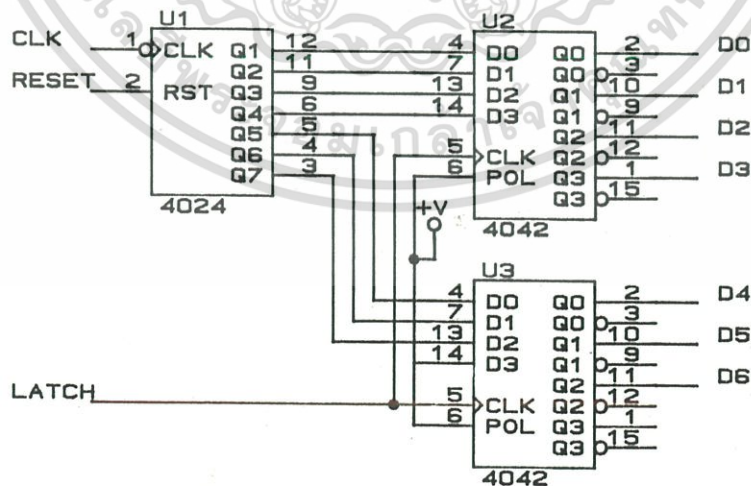 U1
CLK 1 CLK Q1 12
Q2 11
RESET 2 RST Q3 9
Q4 6
Q5 5
Q6 4
Q7 3
4024
U2
4 D0 Q0 2 D0
7 D1 Q0 3
13 D2 Q1 10 D1
14 D3 Q1 9
Q2 11 D2
5 CLK Q2 12
6 POL Q3 1 D3
Q3 15
4042
+V
U3
4 D0 Q0 2 D4
7 D1 Q0 3
13 D2 Q1 10 D5
14 D3 Q1 9
Q2 11 D6
LATCH 5 CLK Q2 12
6 POL Q3 1
Q3 15
4042